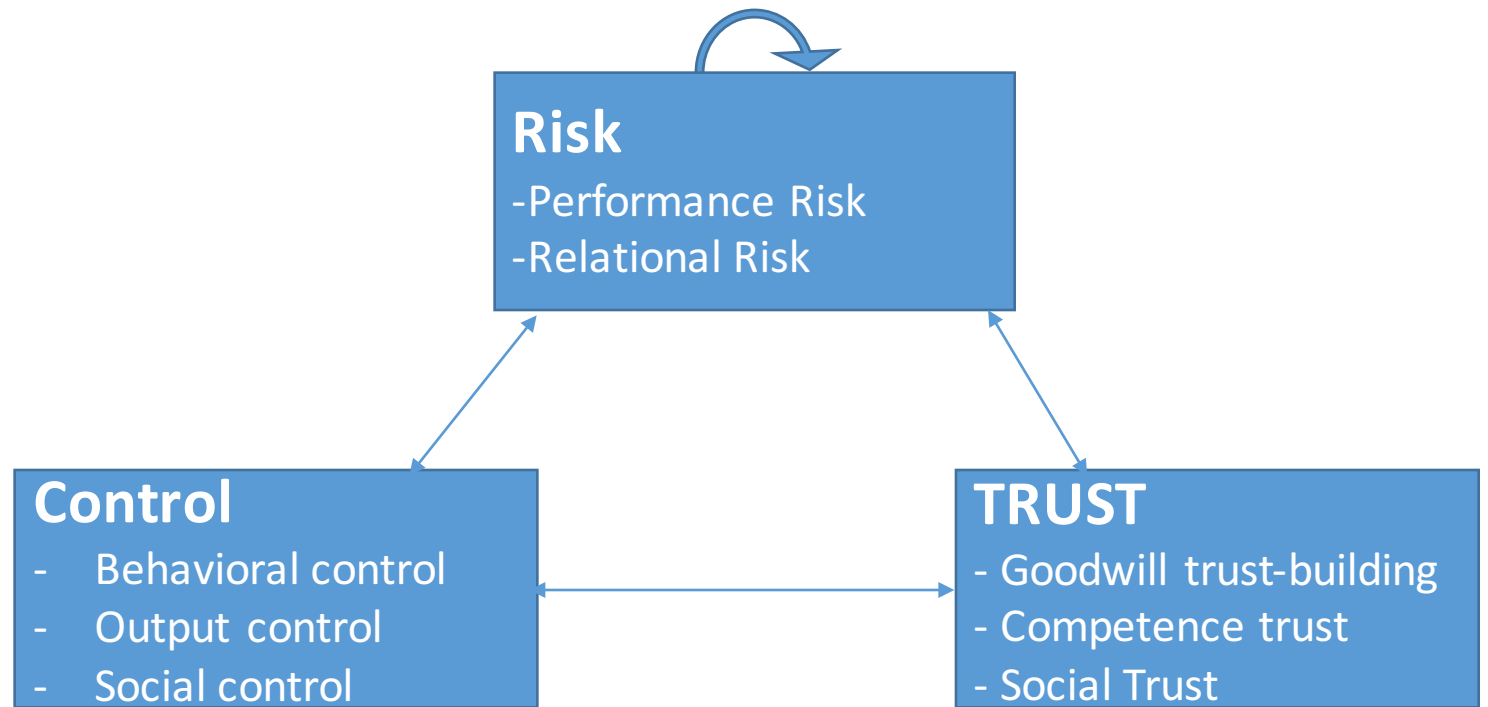 Risk
-Performance Risk
-Relational Risk
Control
- Behavioral control
- Output control
- Social control
TRUST
- Goodwill trust-building
- Competence trust
- Social Trust